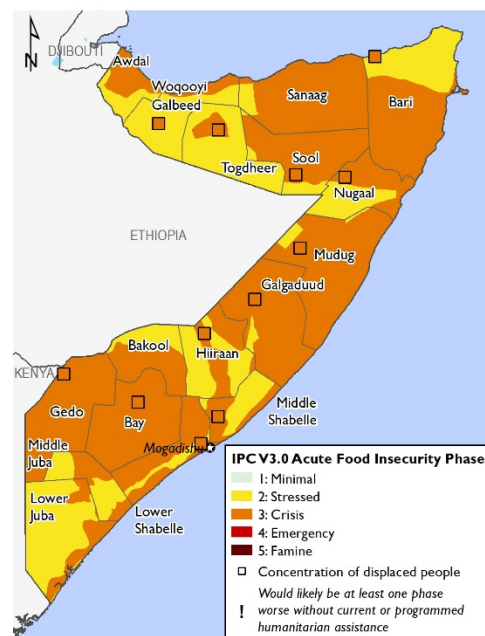 N
DJIBOUTI
Awdal
Woqooyi
Galbeed
Sanaag
Bari
Togdheer
Sool
Nugaal
ETHIOPIA
Mudug
Galgaduud
Bakool
Hiiraan
KENYA
Gedo
Bay
Middle
Shabelle
Middle
Juba
Mogadishu
Lower
Juba
Lower
Shabelle
IPC V3.0 Acute Food Insecurity Phase
1: Minimal
2: Stressed
3: Crisis
4: Emergency
5: Famine
Concentration of displaced people
Would likely be at least one phase
! worse without current or programmed
humanitarian assistance